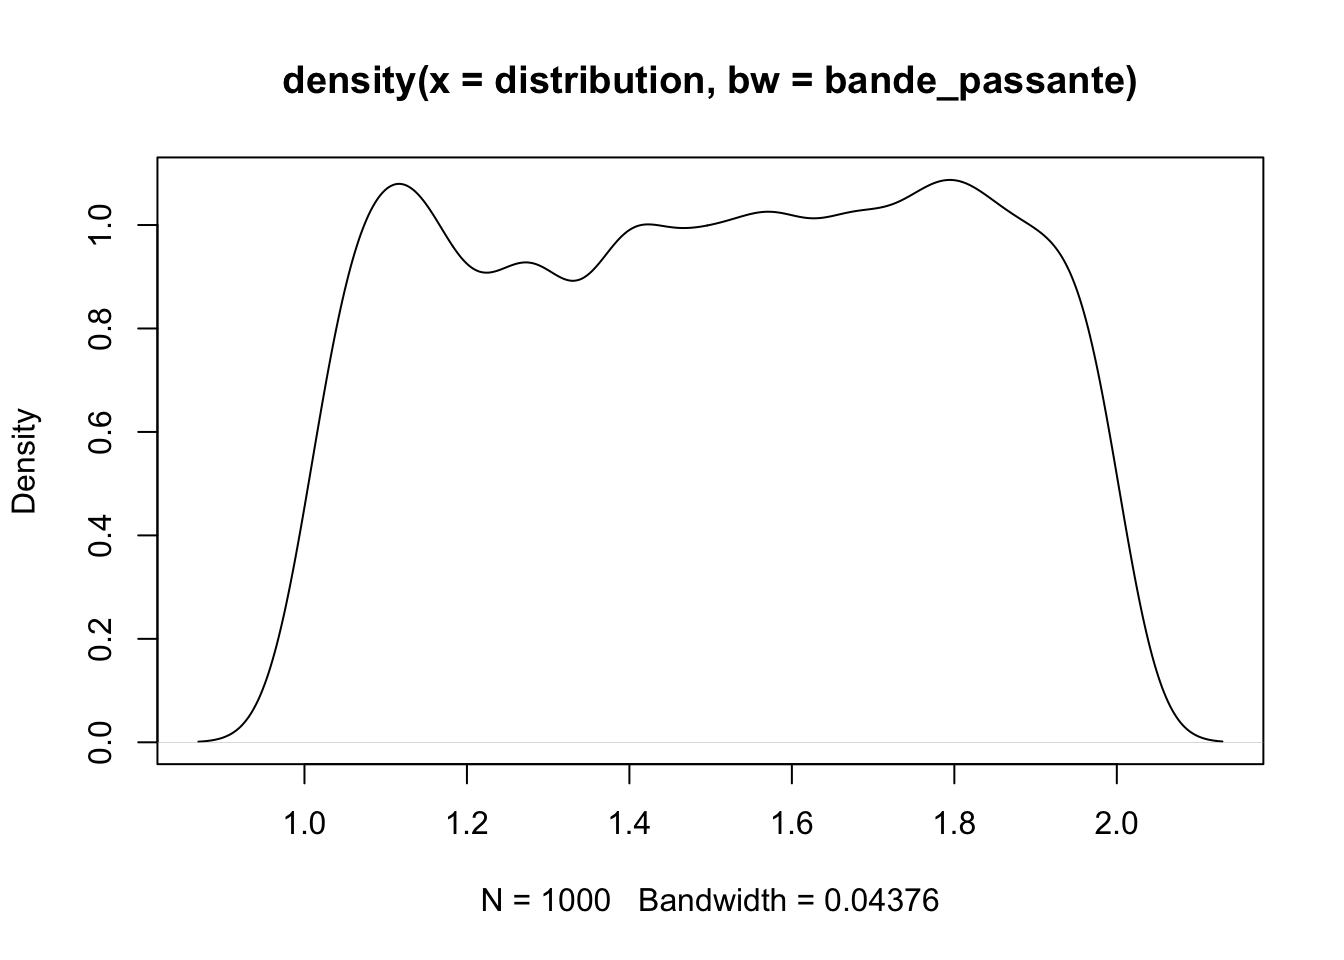 density(x = distribution, bw = bande_passante)
Density
1.0
0.8
0.6
0.4
0.2
0.0
1.0 1.2 1.4 1.6 1.8 2.0
N = 1000 Bandwidth = 0.04376